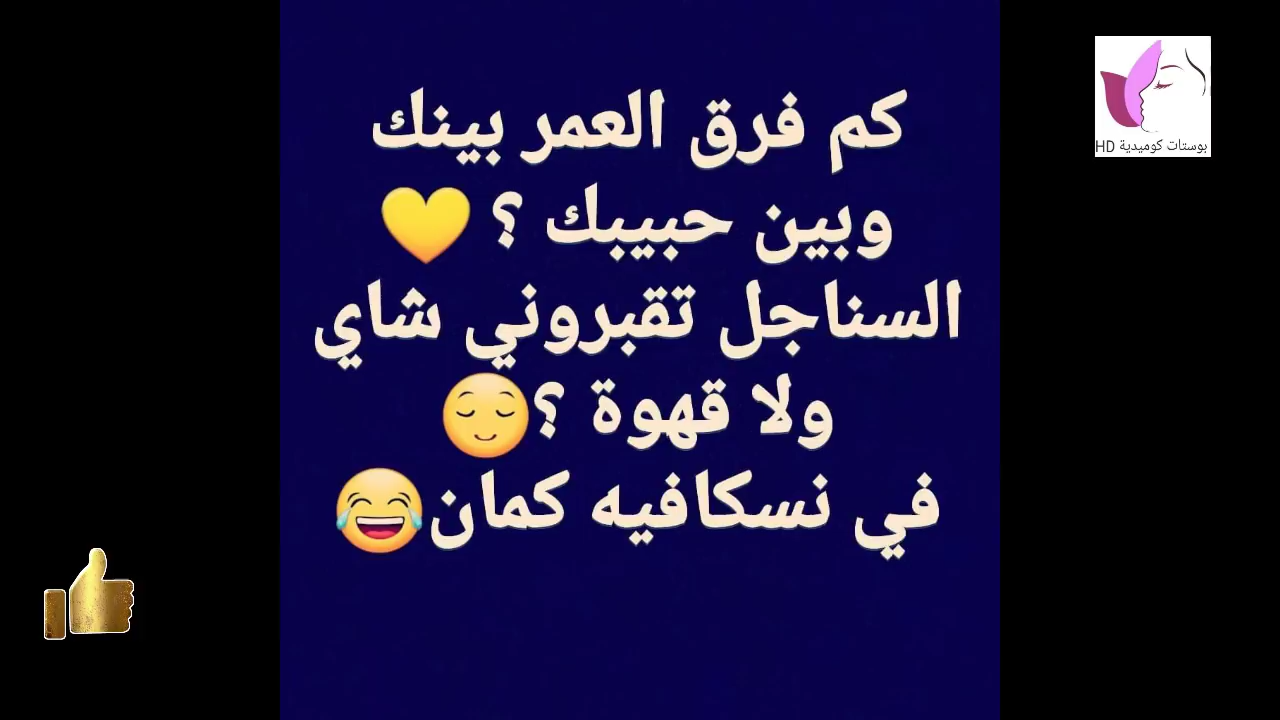 كم فرق العمر بينك
وبين حبيبك ؟ 💛
السناجل تقبروني شاي
ولا قهوة ؟😌
في نسكافيه كمان😂
بوستات كوميدية HD